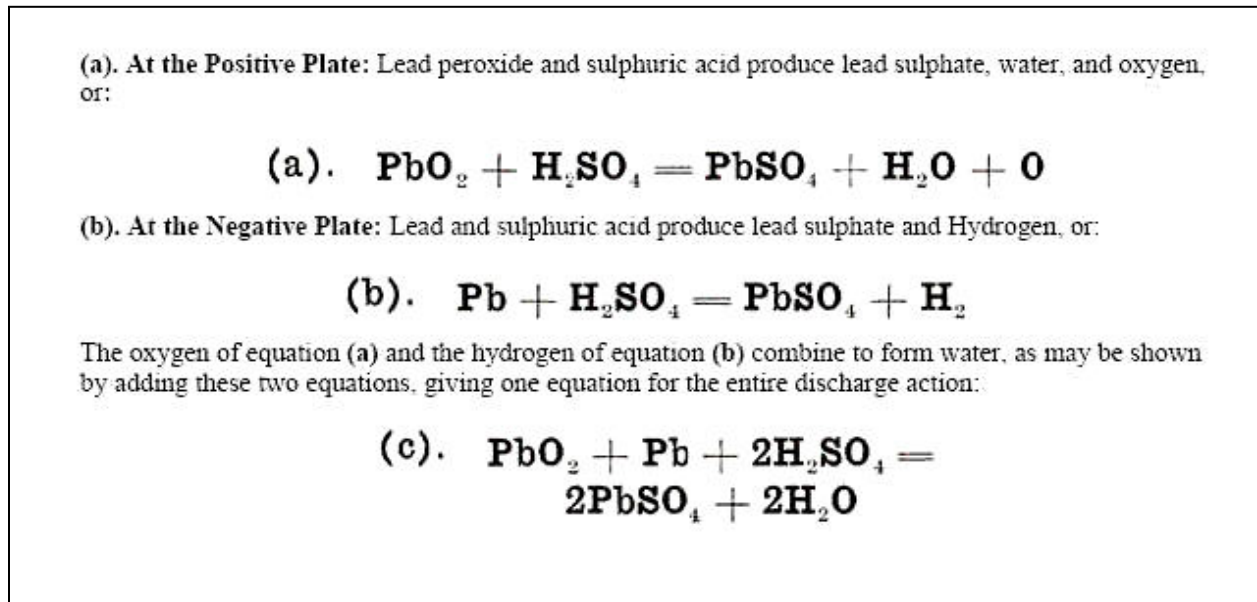 (a). At the Positive Plate: Lead peroxide and sulphuric acid produce lead sulphate, water, and oxygen,
or:
(a). PbO₂ + H₂SO₄ = PbSO₄ + H₂O + O
(b). At the Negative Plate: Lead and sulphuric acid produce lead sulphate and Hydrogen, or:
(b). Pb + H₂SO₄ = PbSO₄ + H₂
The oxygen of equation (a) and the hydrogen of equation (b) combine to form water, as may be shown
by adding these two equations, giving one equation for the entire discharge action:
(c). PbO₂ + Pb + 2H₂SO₄ =
2PbSO₄ + 2H₂O